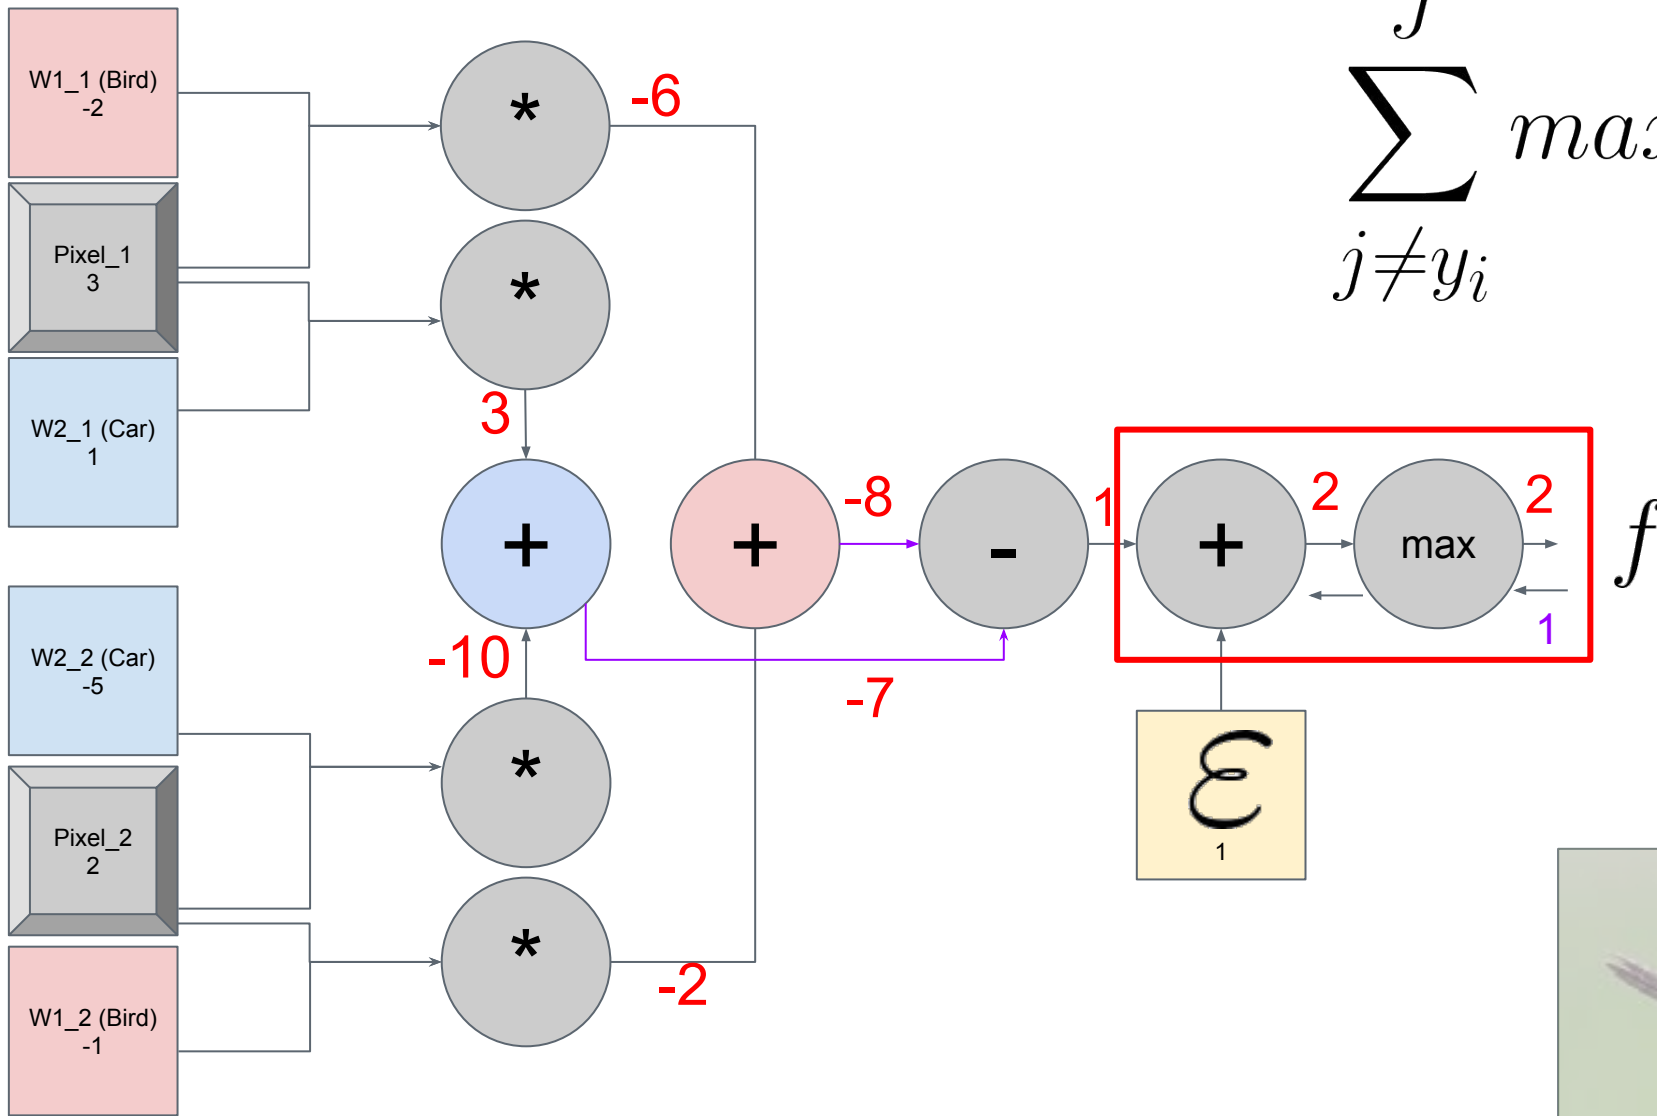 W1_1 (Bird)
-2
Pixel_1
3
W2_1 (Car)
1
W2_2 (Car)
-5
Pixel_2
2
W1_2 (Bird)
-1
*
-6
*
3
+
-10
*
*
-2
+
-8
-7
-
1
+
2
max
2
1
ε
1
∑
j≠y_i
f